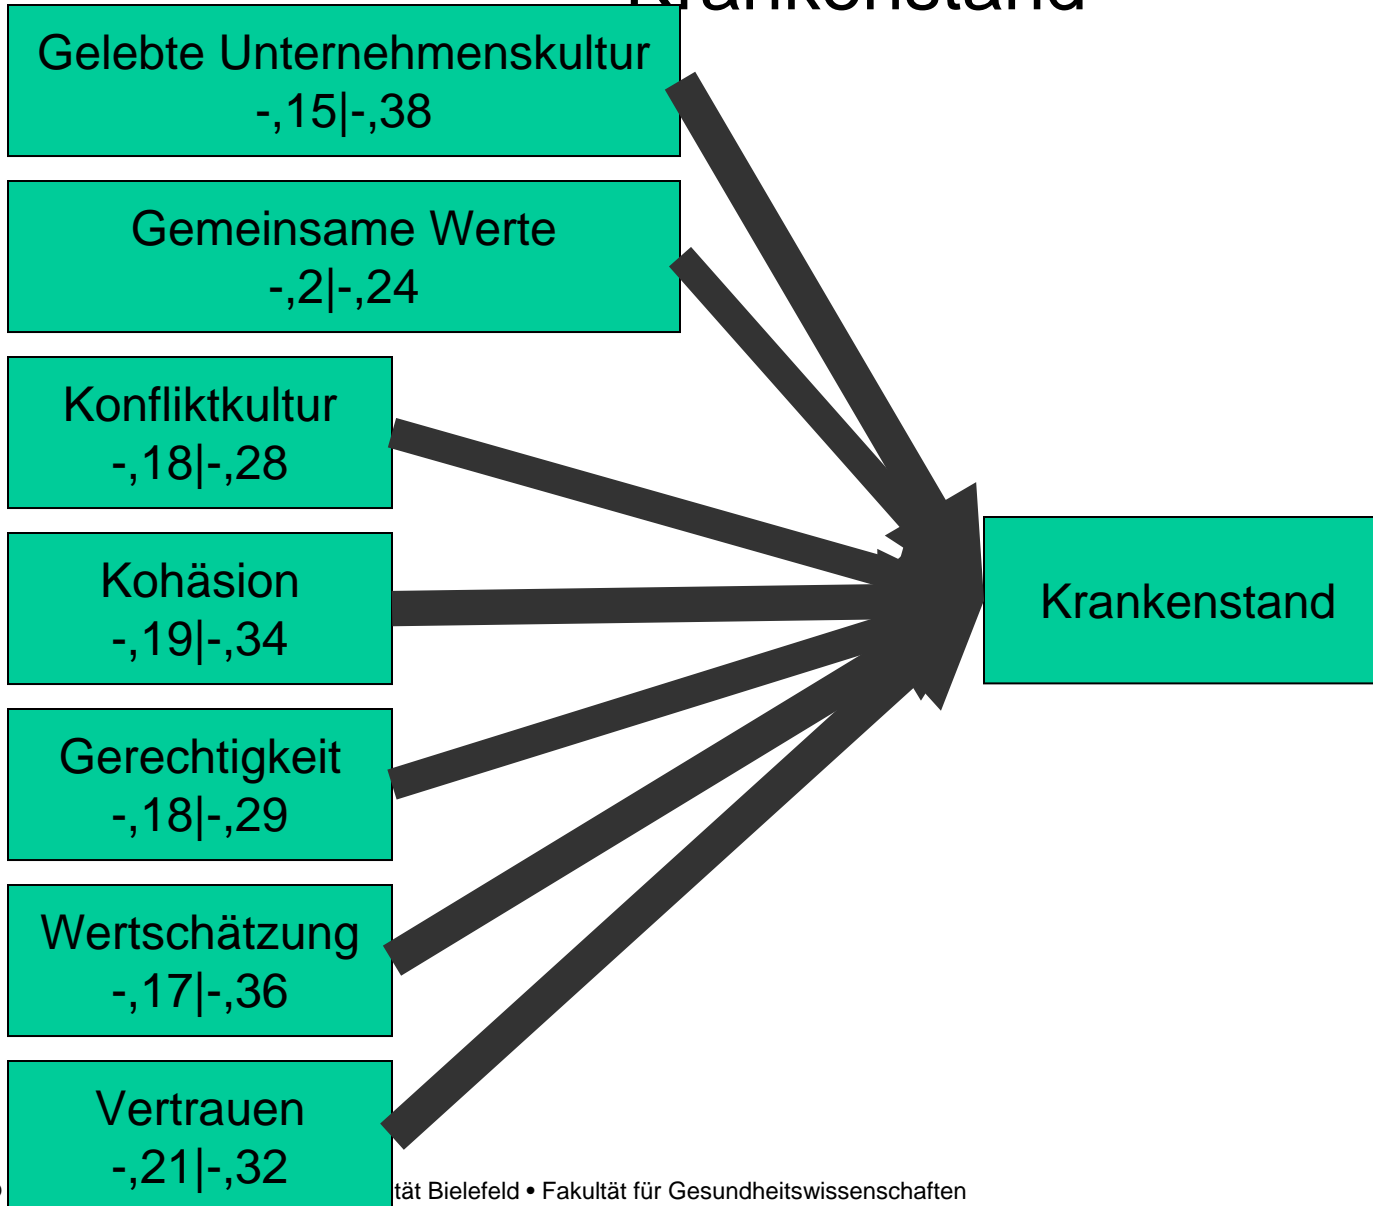 Krankenstand
Gelebte Unternehmenskultur
-,15|-,38
Gemeinsame Werte
-,2|-,24
Konfliktkultur
-,18|-,28
Kohäsion
-,19|-,34
Gerechtigkeit
-,18|-,29
Wertschätzung
-,17|-,36
Vertrauen
-,21|-,32
Krankenstand
tät Bielefeld • Fakultät für Gesundheitswissenschaften